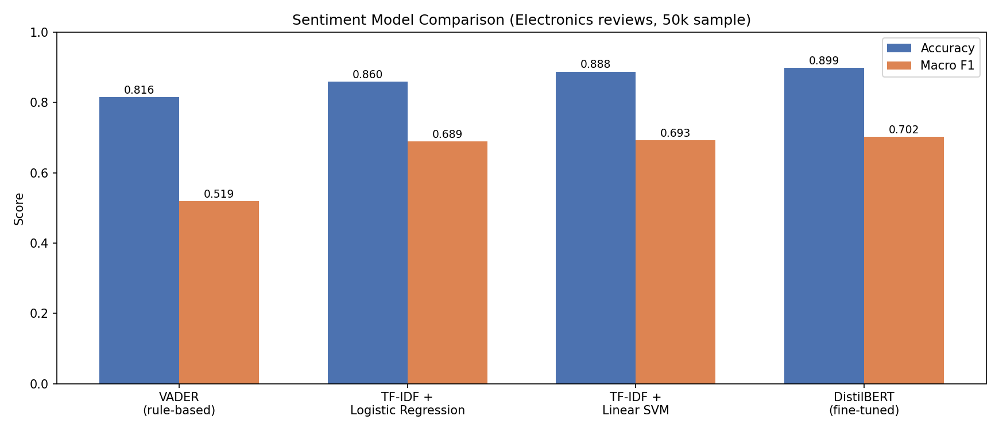 Sentiment Model Comparison (Electronics reviews, 50k sample)
Accuracy
Macro F1
Score
1.0
0.8
0.6
0.4
0.2
0.0
0.816
0.519
0.860
0.689
0.888
0.693
0.899
0.702
VADER
(rule-based)
TF-IDF +
Logistic Regression
TF-IDF +
Linear SVM
DistilBERT
(fine-tuned)